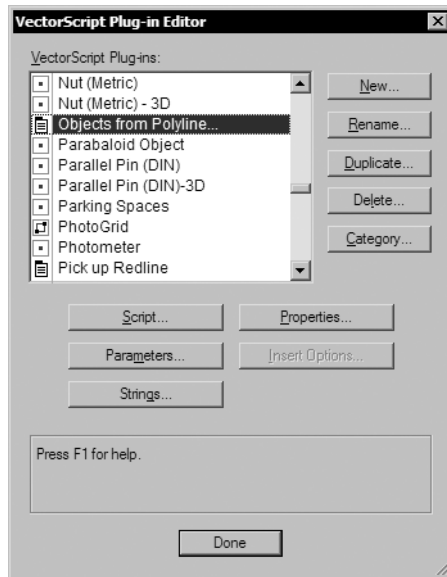 VectorScript Plug-in Editor
VectorScript Plug-ins:
Nut (Metric)
Nut (Metric) - 3D
Objects from Polyline...
Parabaloid Object
Parallel Pin (DIN)
Parallel Pin (DIN)-3D
Parking Spaces
PhotoGrid
Photometer
Pick up Redline
New...
Rename...
Duplicate...
Delete...
Category...
Script...
Properties...
Parameters...
Insert Options...
Strings...
Press F1 for help.
Done